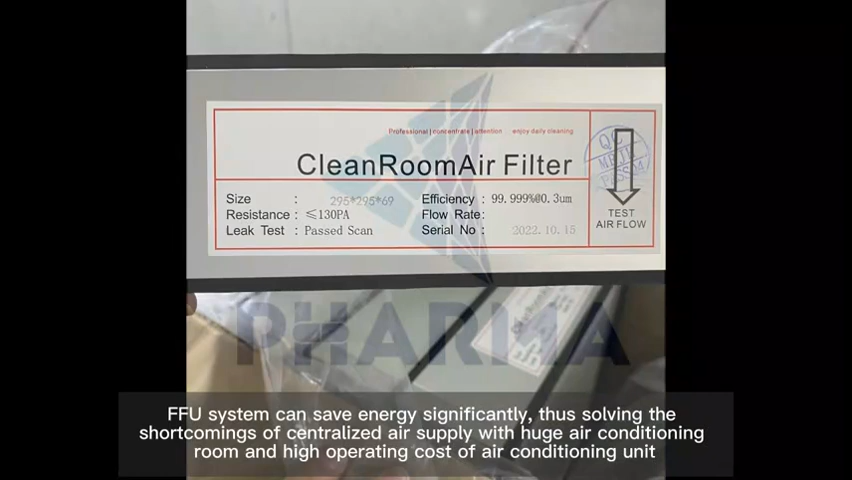 Professional | concentrate | attention enjoy daily cleaning
CleanRoomAir Filter
Size : 295*295*69
Resistance : ≤130PA
Leak Test : Passed Scan
Efficiency : 99.999%@0.3um
Flow Rate:
Serial No : 2022.10.15
TEST
AIR FLOW
PHARMA
FFU system can save energy significantly, thus solving the
shortcomings of centralized air supply with huge air conditioning
room and high operating cost of air conditioning unit